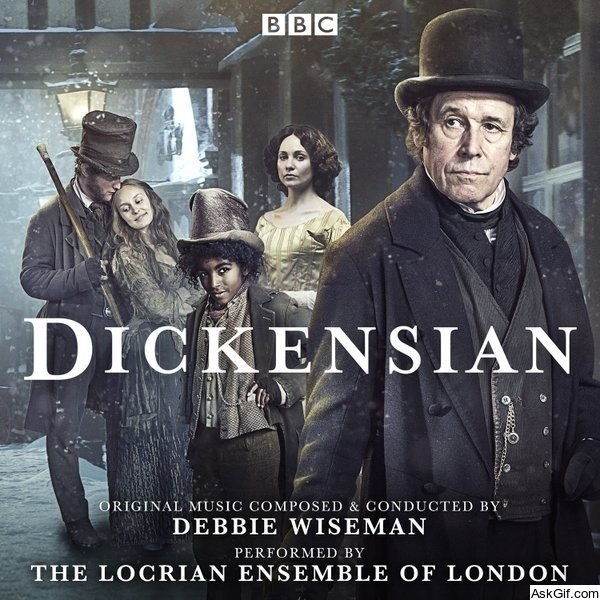 BBC
DICKENSIAN
ORIGINAL MUSIC COMPOSED & CONDUCTED BY
DEBBIE WISEMAN
PERFORMED BY
THE LOCRIAN ENSEMBLE OF LONDON
AskGif.com